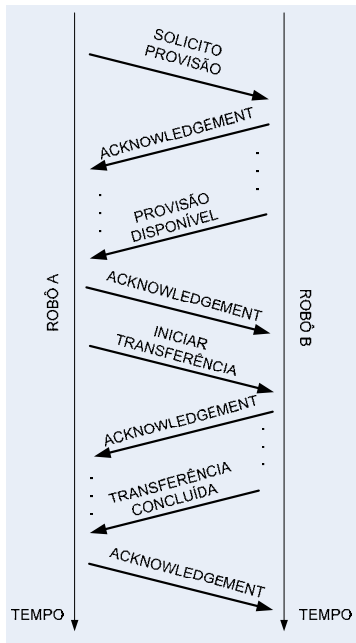 SOLICITO
PROVISÃO
ACKNOWLEDGEMENT
PROVISÃO
DISPONÍVEL
ACKNOWLEDGEMENT
ROBÔ A
ROBÔ B
INICIAR
TRANSFERÊNCIA
ACKNOWLEDGEMENT
TRANSFERÊNCIA
CONCLUÍDA
ACKNOWLEDGEMENT
TEMPO
TEMPO